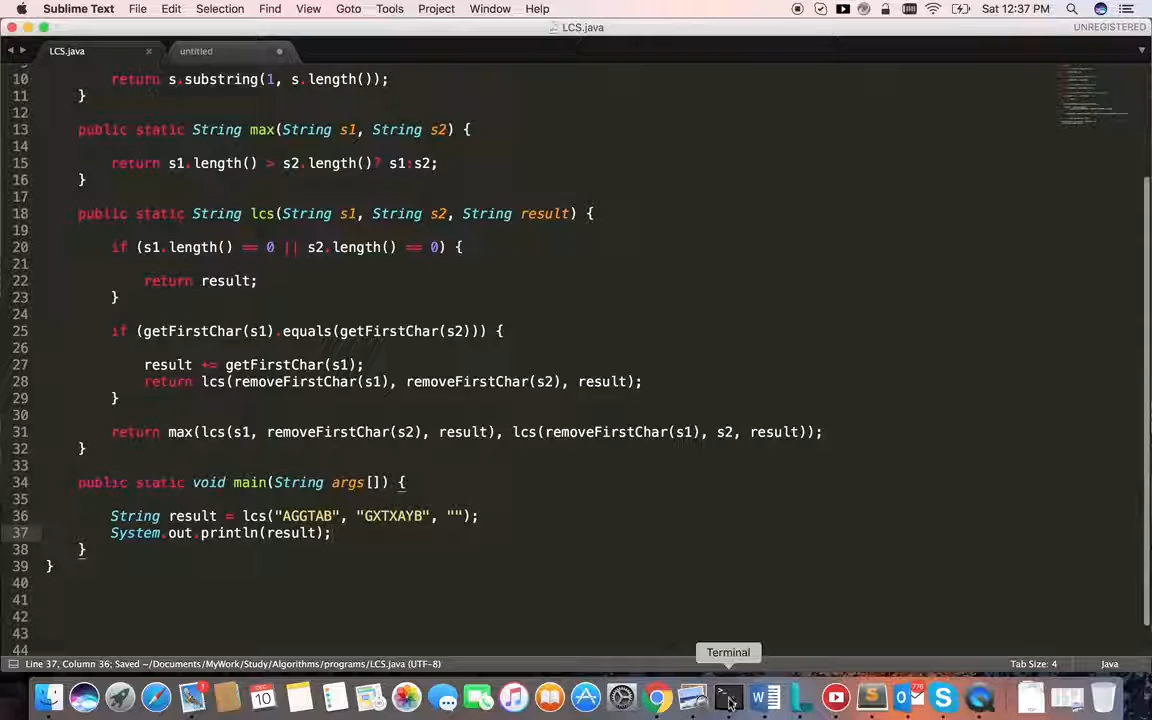 Sublime Text File Edit Selection Find View Goto Tools Project Window Help Sat 12:37 PM
LCS.java UNREGISTERED
LCS.java × untitled
10 return s.substring(1, s.length());
11 }
12
13 public static String max(String s1, String s2) {
14
15 return s1.length() > s2.length()? s1:s2;
16 }
17
18 public static String lcs(String s1, String s2, String result) {
19
20 if (s1.length() == 0 || s2.length() == 0) {
21
22 return result;
23 }
24
25 if (getFirstChar(s1).equals(getFirstChar(s2))) {
26
27 result += getFirstChar(s1);
28 return lcs(removeFirstChar(s1), removeFirstChar(s2), result);
29 }
30
31 return max(lcs(s1, removeFirstChar(s2), result), lcs(removeFirstChar(s1), s2, result));
32 }
33
34 public static void main(String args[]) {
35
36 String result = lcs("AGGTAB", "GXTXAYB", "");
37 System.out.println(result);
38 }
39 }
40
41
42
43
44
Terminal
Line 37, Column 36; Saved ~/Documents/MyWork/Study/Algorithms/programs/LCS.java (UTF-8) Tab Size: 4 Java
DEC
10
776